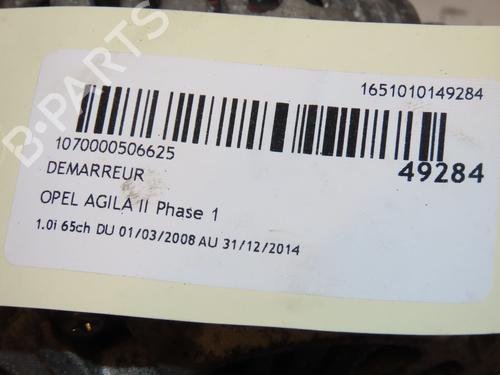 1651010149284
1070000506625
49284
DEMARREUR
OPEL AGILA II Phase 1
1.0i 65ch DU 01/03/2008 AU 31/12/2014
B-PARTS